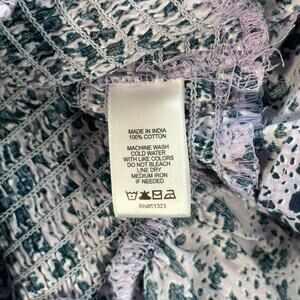 MADE IN INDIA
100% COTTON
MACHINE WASH
COLD WATER
WITH LIKE COLORS
DO NOT BLEACH
LINE DRY
MEDIUM IRON
IF NEEDED
RN#51323